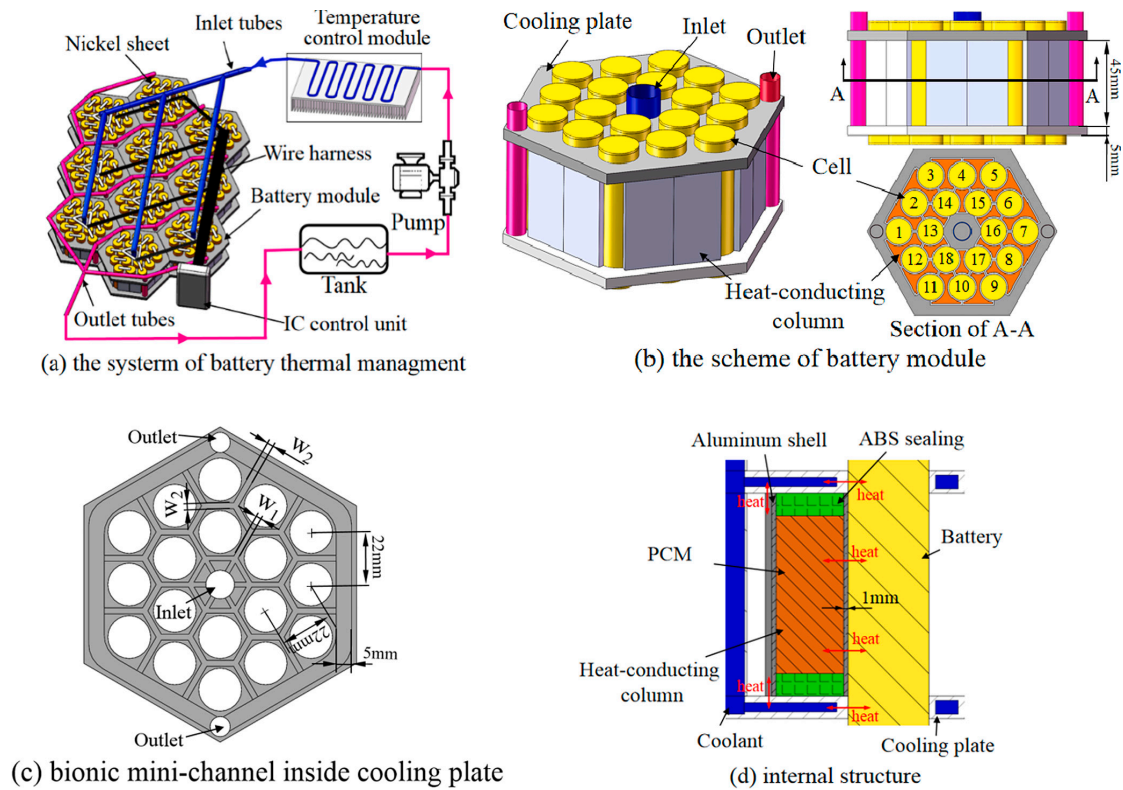 Inlet tubes
Temperature
control module
Nickel sheet
Wire harness
Battery module
Pump
Tank
IC control unit
Outlet tubes
(a) the systerm of battery thermal managment
Cooling plate
Inlet
Outlet
Cell
Heat-conducting
column
A
A
45mm
5mm
3 4 5
2 14 15 6
1 13 16 7
12 18 17 8
11 10 9
Section of A-A
(b) the scheme of battery module
Outlet
W2
W2
W1
22mm
Inlet
22mm
5mm
Outlet
(c) bionic mini-channel inside cooling plate
Aluminum shell
ABS sealing
heat
heat
PCM
heat
Battery
1mm
heat
Heat-conducting
column
heat
heat
Coolant
Cooling plate
(d) internal structure